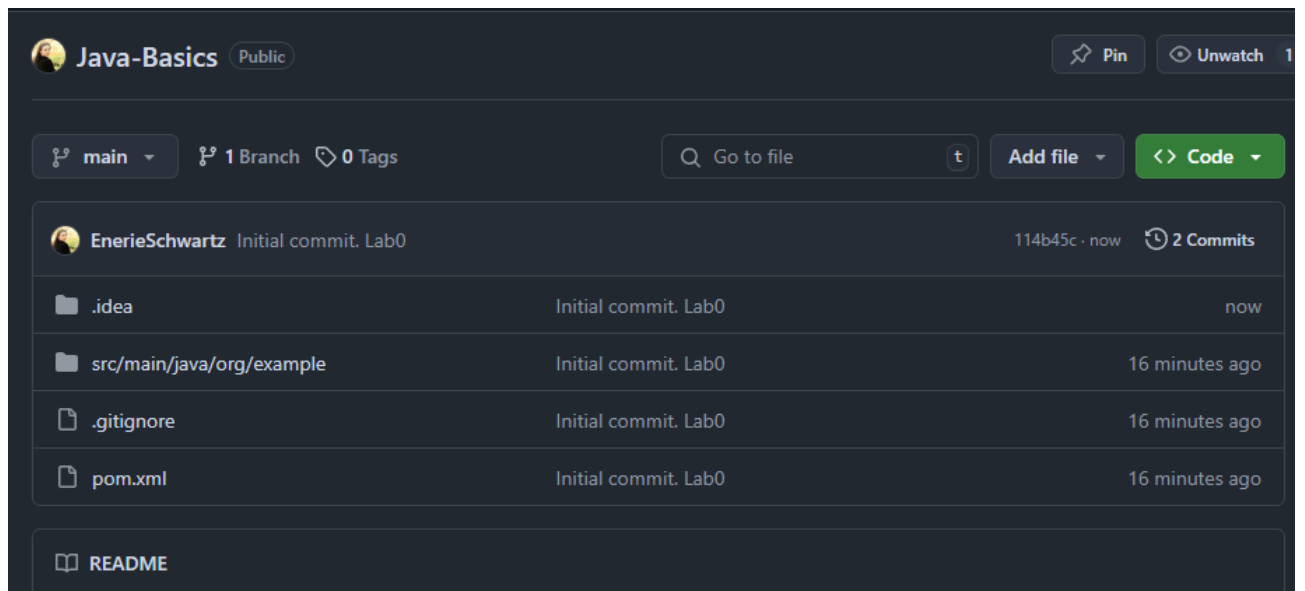 Java-Basics Public Pin Unwatch 1
main 1 Branch 0 Tags Go to file t Add file Code
EnerieSchwartz Initial commit. Lab0 114b45c · now 2 Commits
.idea Initial commit. Lab0 now
src/main/java/org/example Initial commit. Lab0 16 minutes ago
.gitignore Initial commit. Lab0 16 minutes ago
pom.xml Initial commit. Lab0 16 minutes ago
README